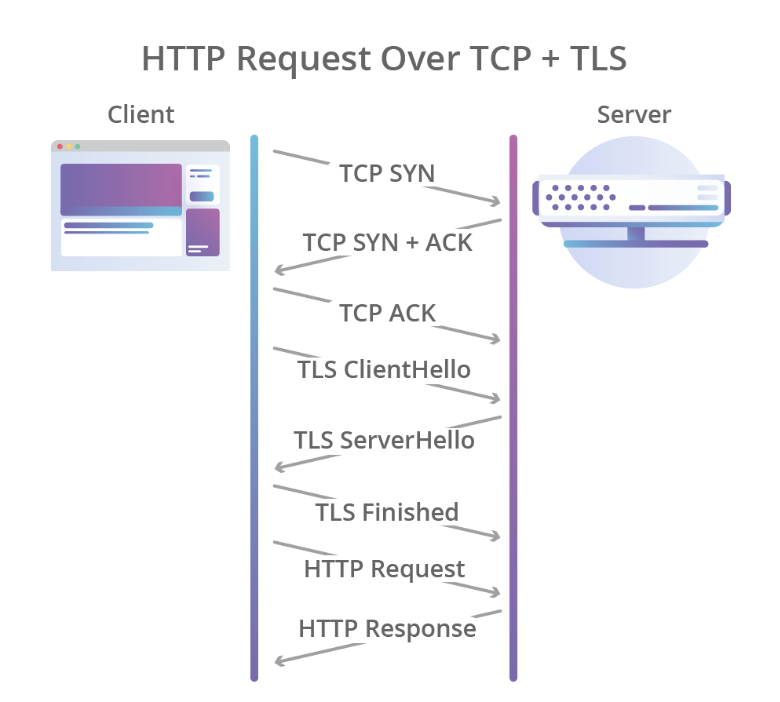 HTTP Request Over TCP + TLS
Client
Server
TCP SYN
TCP SYN + ACK
TCP ACK
TLS ClientHello
TLS ServerHello
TLS Finished
HTTP Request
HTTP Response